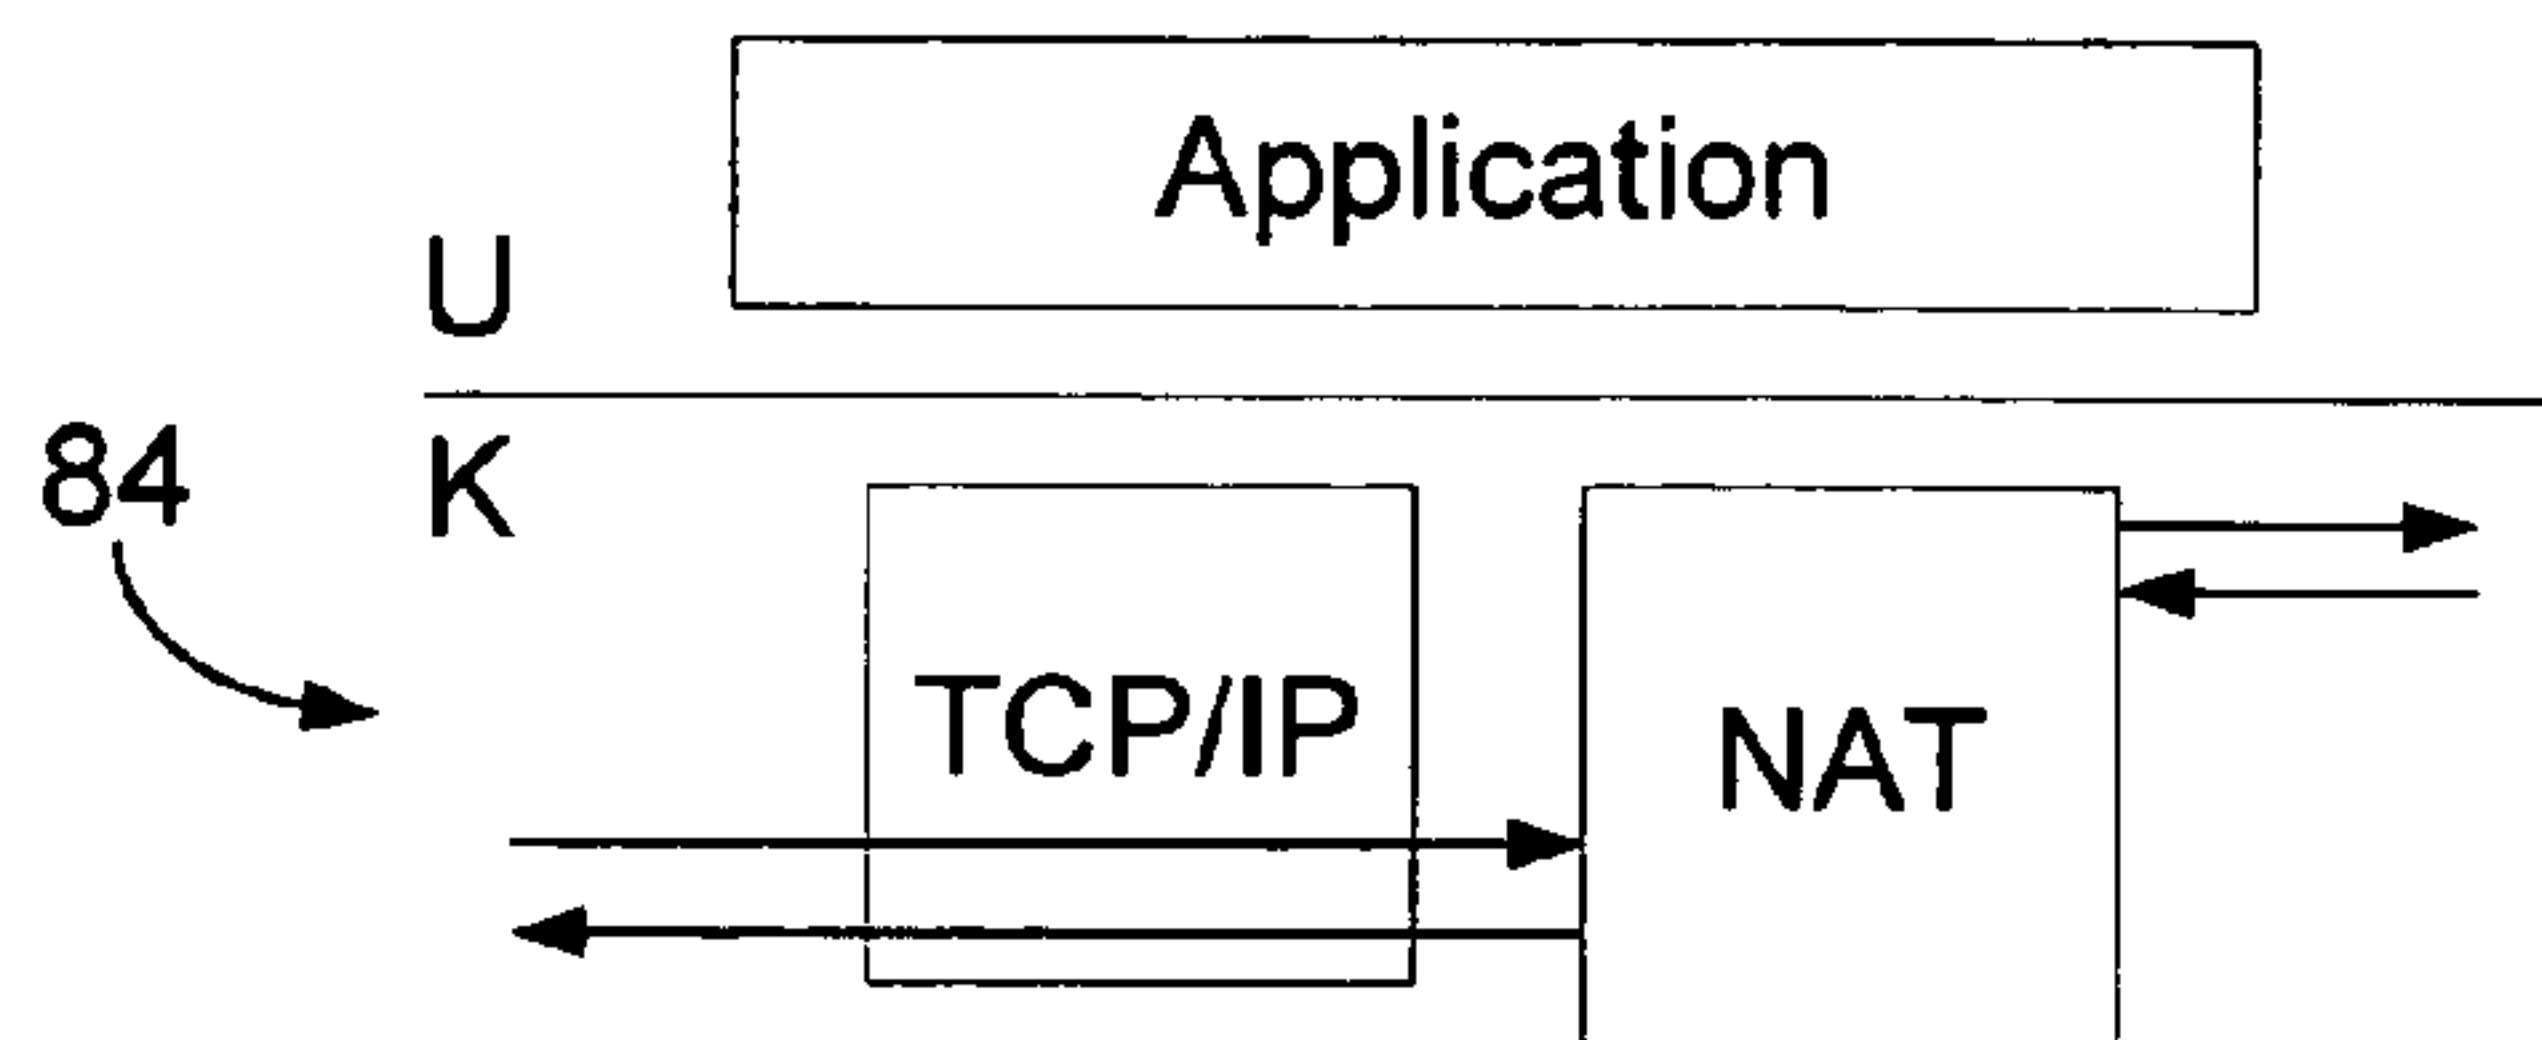 Application
U
84
K
TCP/IP
NAT